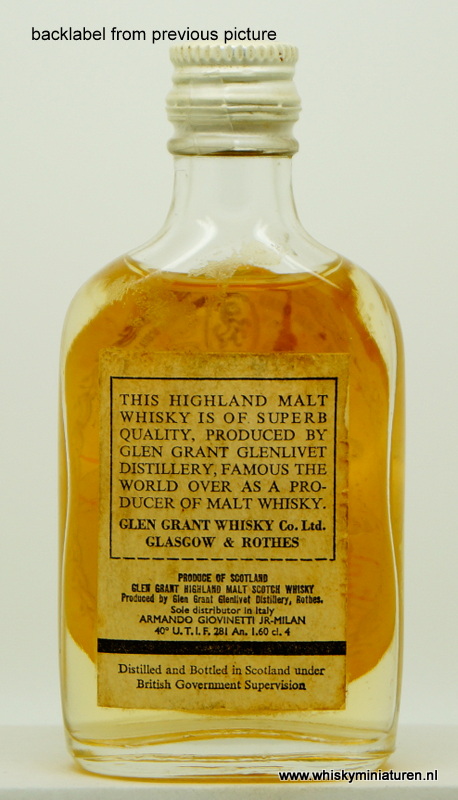 backlabel from previous picture
THIS HIGHLAND MALT
WHISKY IS OF SUPERB
QUALITY, PRODUCED BY
GLEN GRANT GLENLIVET
DISTILLERY, FAMOUS THE
WORLD OVER AS A PRO-
DUCER OF MALT WHISKY.
GLEN GRANT WHISKY Co. Ltd.
GLASGOW & ROTHES
PRODUCE OF SCOTLAND
GLEN GRANT HIGHLAND MALT SCOTCH WHISKY
Produced by Glen Grant Glenlivet Distillery, Rothes.
Sole distributor in Italy
ARMANDO GIOVINETTI JR-MILAN
40° U.T.I.F. 281 An. 1.60 cl. 4
Distilled and Bottled in Scotland under
British Government Supervision
www.whiskyminiaturen.nl